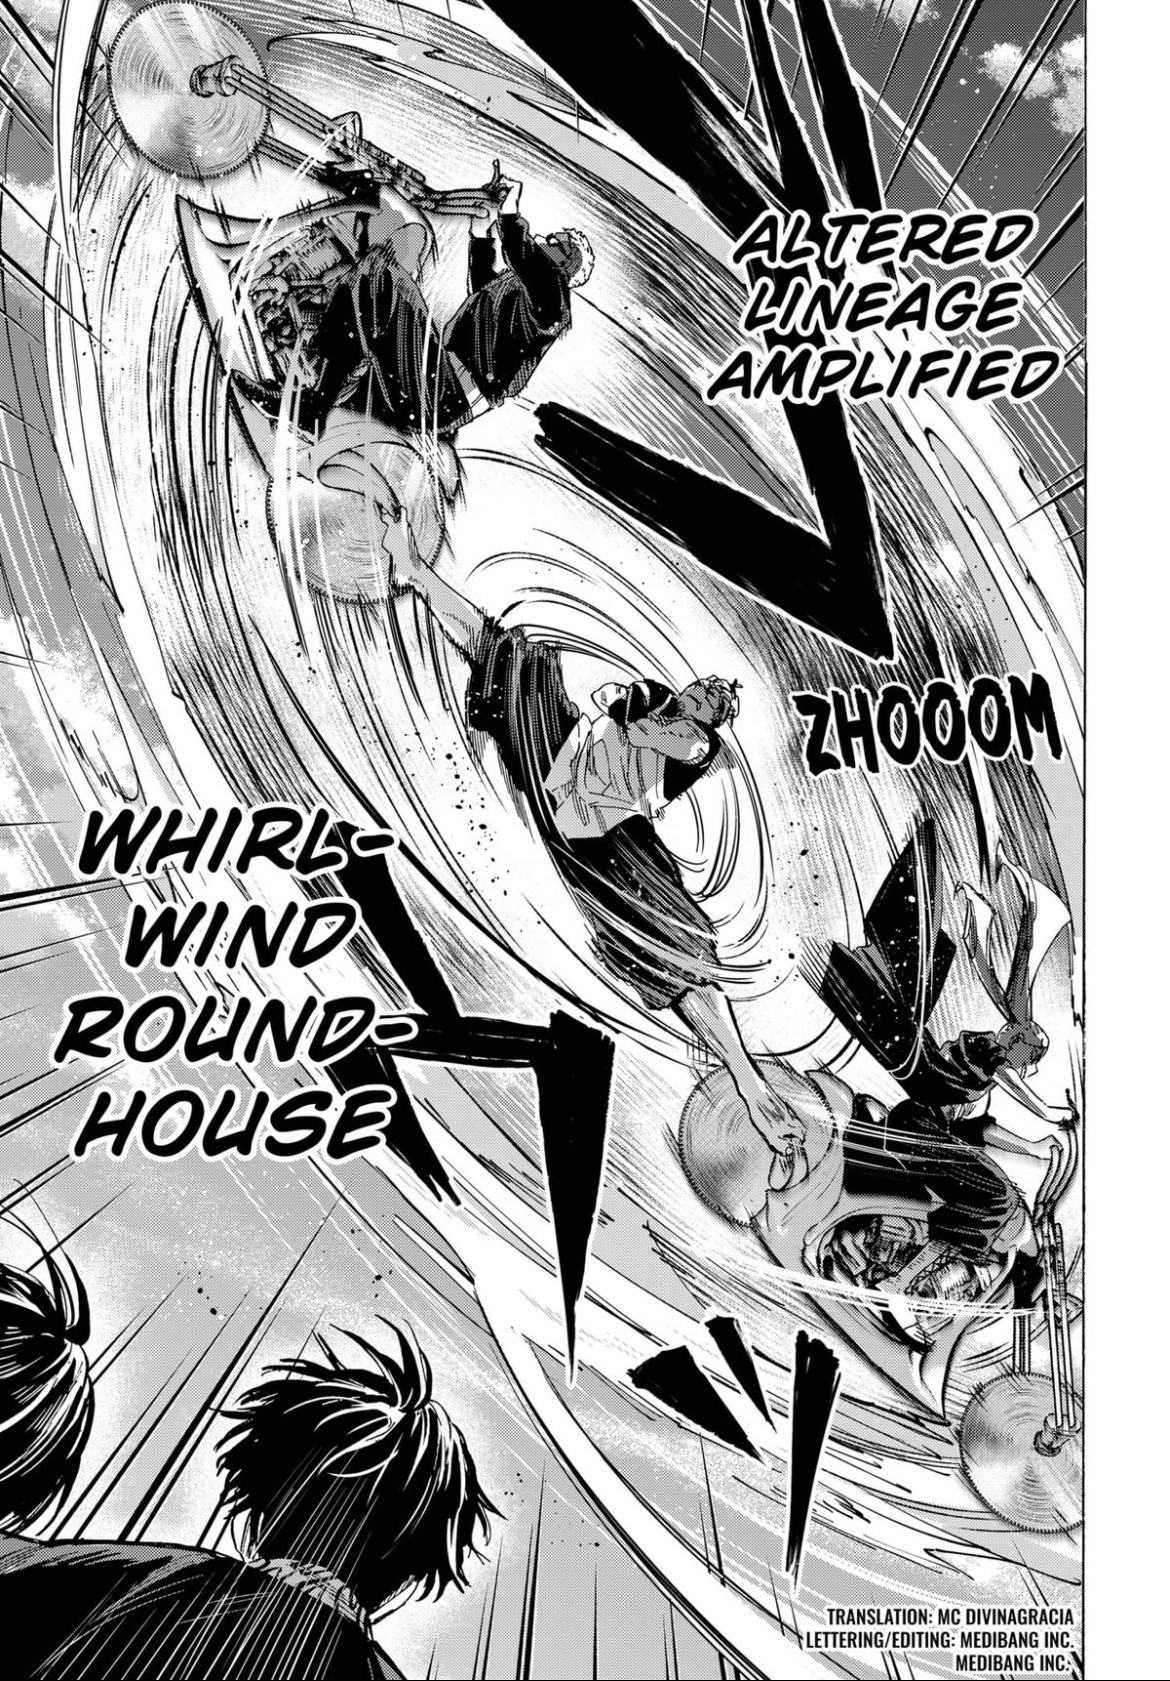 ALTERED
LINEAGE
AMPLIFIED
ZHOOOM
WHIRL-
WIND
ROUND-
HOUSE
TRANSLATION: MC DIVINAGRACIA
LETTERING/EDITING: MEDIBANG INC.
MEDIBANG INC.